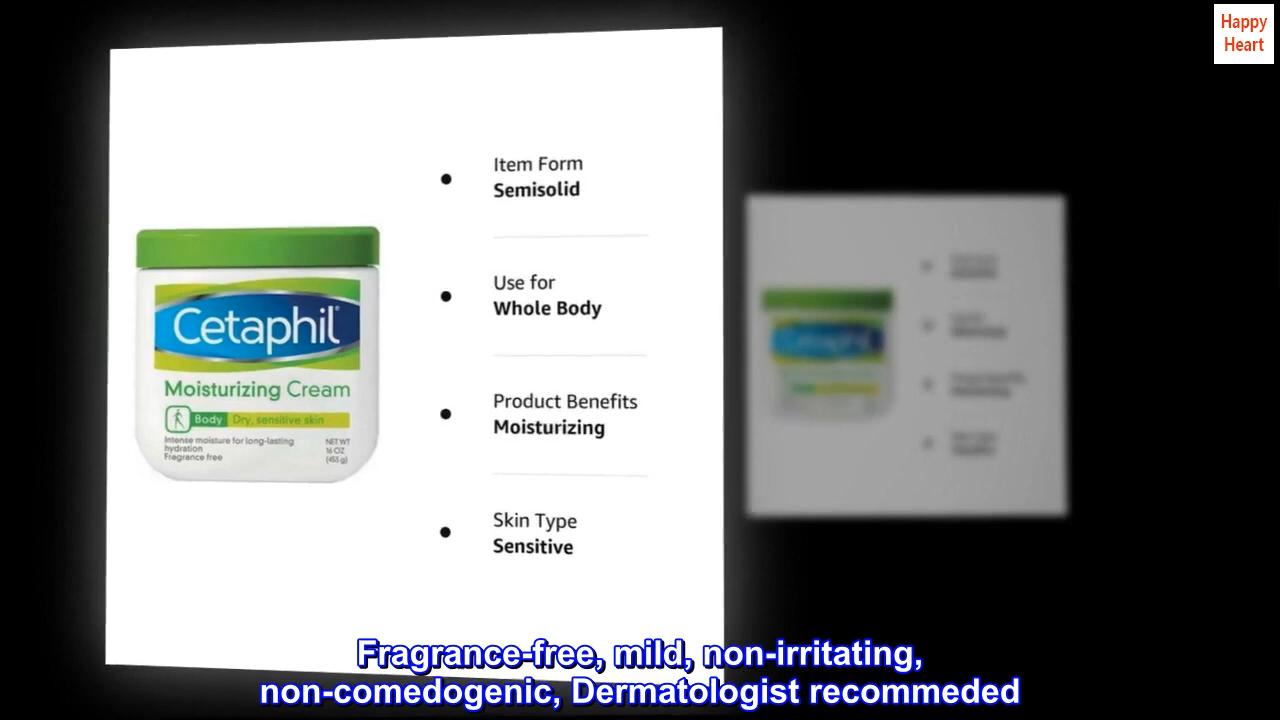 Happy
Heart
Item Form
Semisolid
Use for
Whole Body
Product Benefits
Moisturizing
Skin Type
Sensitive
Cetaphil®
Moisturizing Cream
Body Dry, sensitive skin
Intense moisture for long-lasting
hydration
Fragrance free
NET WT
16 OZ
(453 g)
Fragrance-free, mild, non-irritating,
non-comedogenic, Dermatologist recommeded